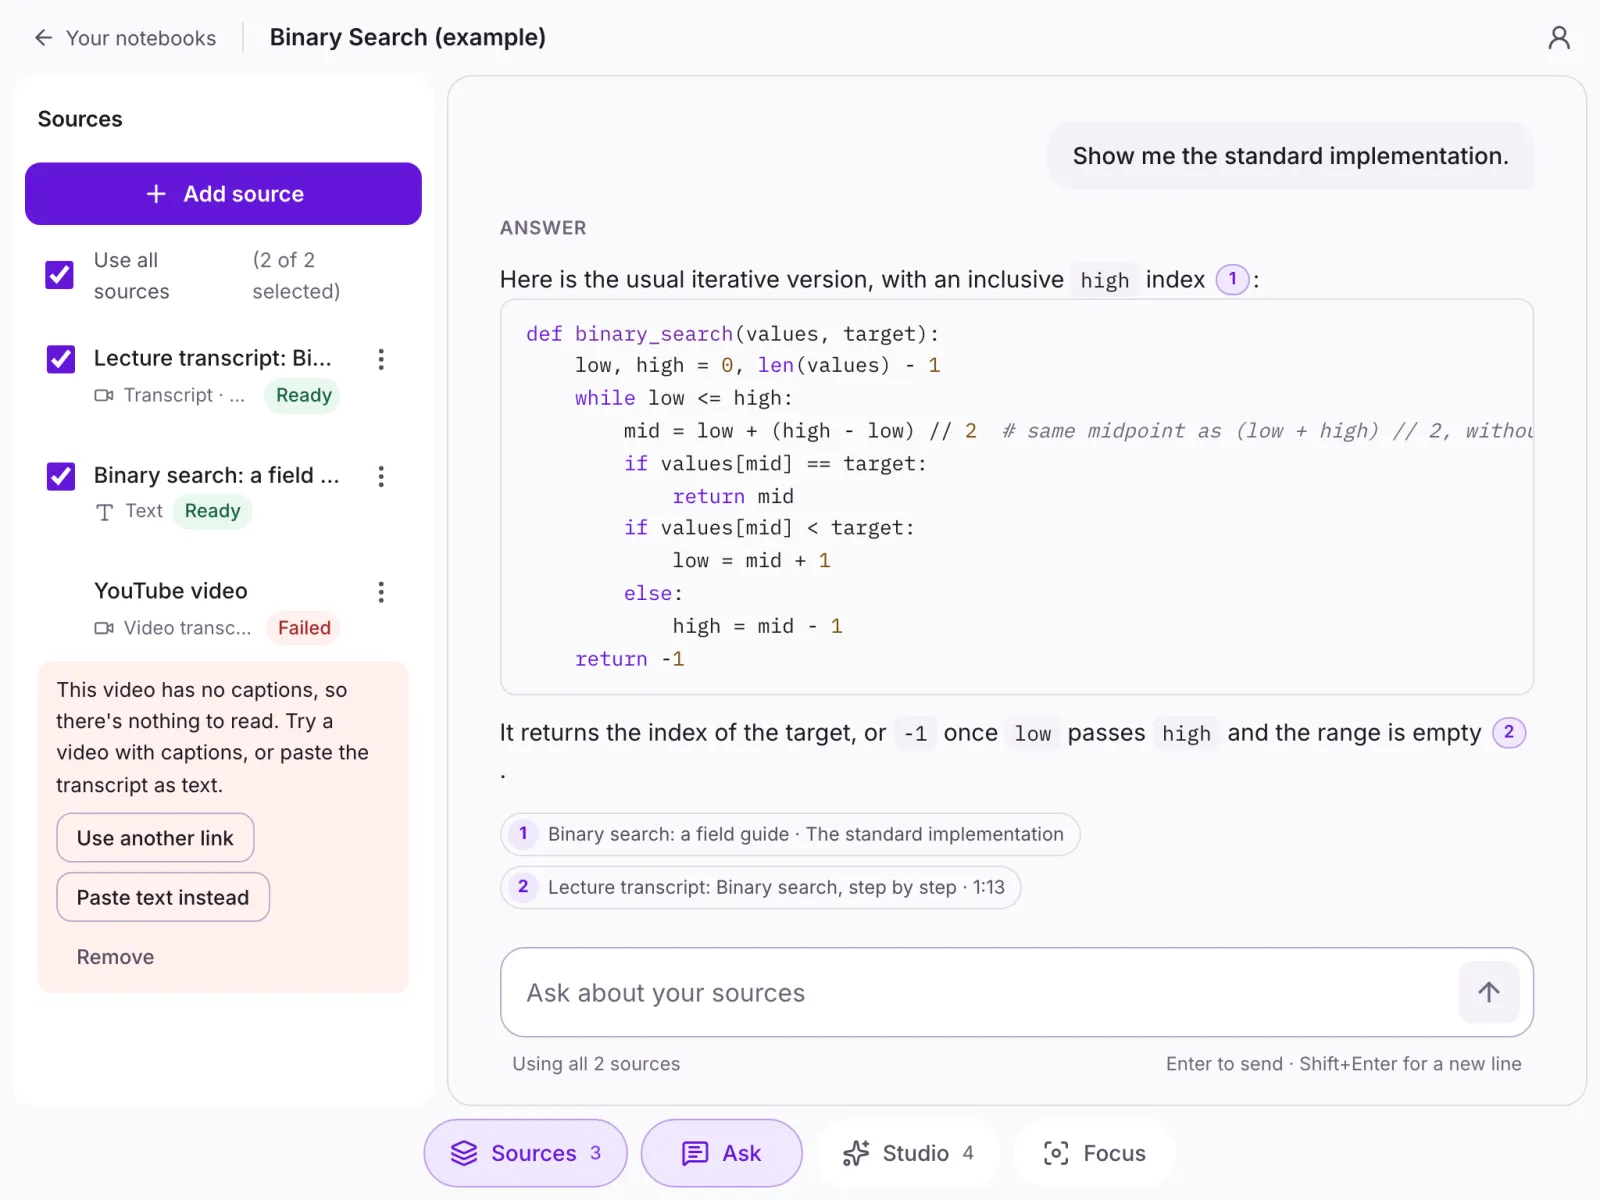 Your notebooks
Binary Search (example)
Sources
Add source
Use all sources
(2 of 2 selected)
Lecture transcript: Bi...
Transcript · ...
Ready
Binary search: a field ...
Text
Ready
YouTube video
Video transc...
Failed
This video has no captions, so
there's nothing to read. Try a
video with captions, or paste the
transcript as text.
Use another link
Paste text instead
Remove
Show me the standard implementation.
ANSWER
Here is the usual iterative version, with an inclusive high index 1 :
def binary_search(values, target):
    low, high = 0, len(values) - 1
    while low <= high:
        mid = low + (high - low) // 2  # same midpoint as (low + high) // 2, withou
        if values[mid] == target:
            return mid
        if values[mid] < target:
            low = mid + 1
        else:
            high = mid - 1
    return -1
It returns the index of the target, or -1 once low passes high and the range is empty 2
.
1 Binary search: a field guide · The standard implementation
2 Lecture transcript: Binary search, step by step · 1:13
Ask about your sources
Using all 2 sources
Enter to send · Shift+Enter for a new line
Sources 3
Ask
Studio 4
Focus